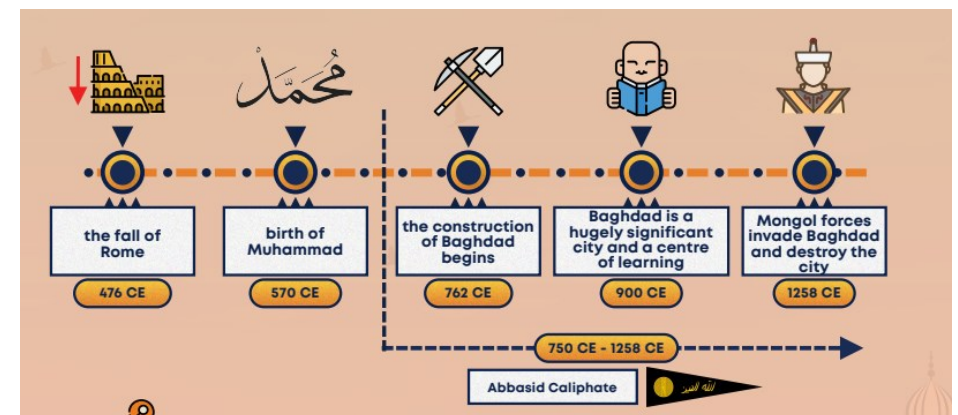 مُحَمَّد
the fall of
Rome
476 CE
birth of
Muhammad
570 CE
the construction
of Baghdad
begins
762 CE
Baghdad is a
hugely significant
city and a centre
of learning
900 CE
Mongol forces
invade Baghdad
and destroy the
city
1258 CE
750 CE - 1258 CE
Abbasid Caliphate